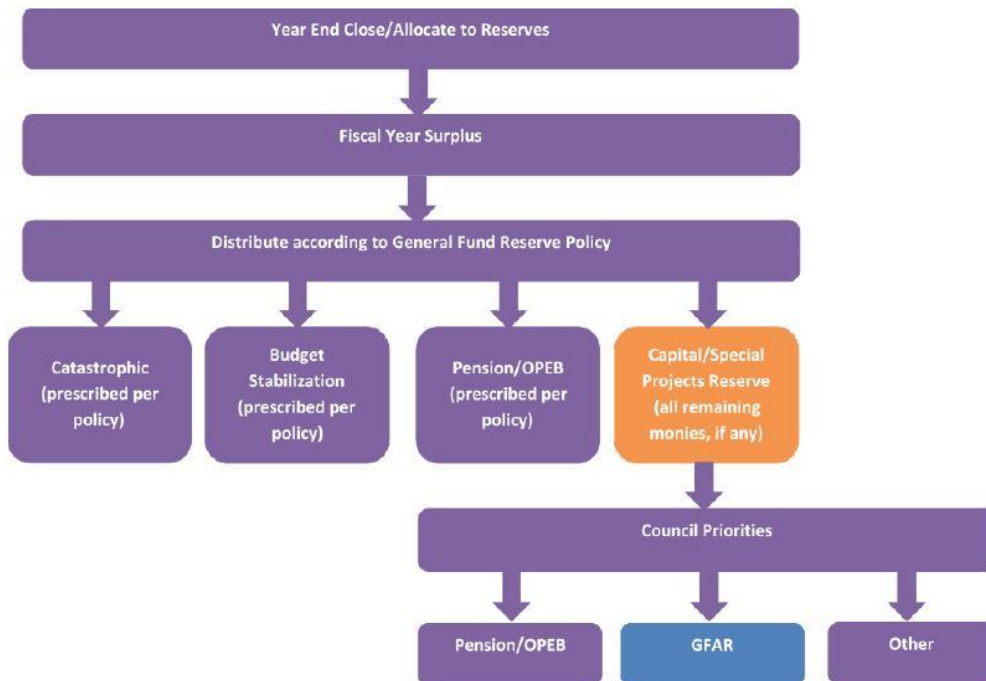 Year End Close/Allocate to Reserves
Fiscal Year Surplus
Distribute according to General Fund Reserve Policy
Catastrophic
(prescribed per
policy)
Budget
Stabilization
(prescribed per
policy)
Pension/OPEB
(prescribed per
policy)
Capital/Special
Projects Reserve
(all remaining
monies, if any)
Council Priorities
Pension/OPEB
GFAR
Other